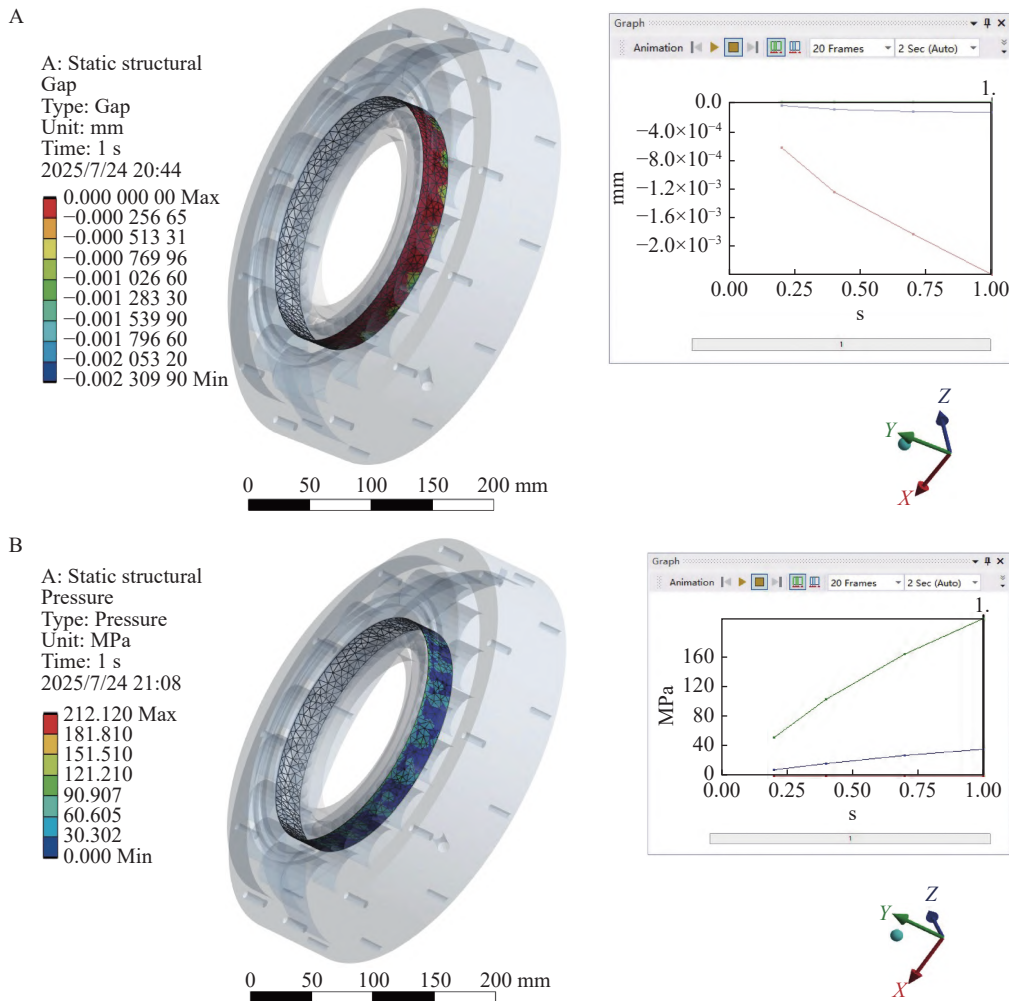 A
A: Static structural
Gap
Type: Gap
Unit: mm
Time: 1 s
2025/7/24 20:44
0.000 000 00 Max
−0.000 256 65
−0.000 513 31
−0.000 769 96
−0.001 026 60
−0.001 283 30
−0.001 539 90
−0.001 796 60
−0.002 053 20
−0.002 309 90 Min
0 50 100 150 200 mm
Graph
Animation 20 Frames 2 Sec (Auto)
1.
0.0
−4.0×10⁻⁴
−8.0×10⁻⁴
−1.2×10⁻³
−1.6×10⁻³
−2.0×10⁻³
mm
0.00 0.25 0.50 0.75 1.00
s
1
Z
Y
X
B
A: Static structural
Pressure
Type: Pressure
Unit: MPa
Time: 1 s
2025/7/24 21:08
212.120 Max
181.810
151.510
121.210
90.907
60.605
30.302
0.000 Min
0 50 100 150 200 mm
Graph
Animation 20 Frames 2 Sec (Auto)
1.
160
120
80
40
0
MPa
0.00 0.25 0.50 0.75 1.00
s
1
Z
Y
X